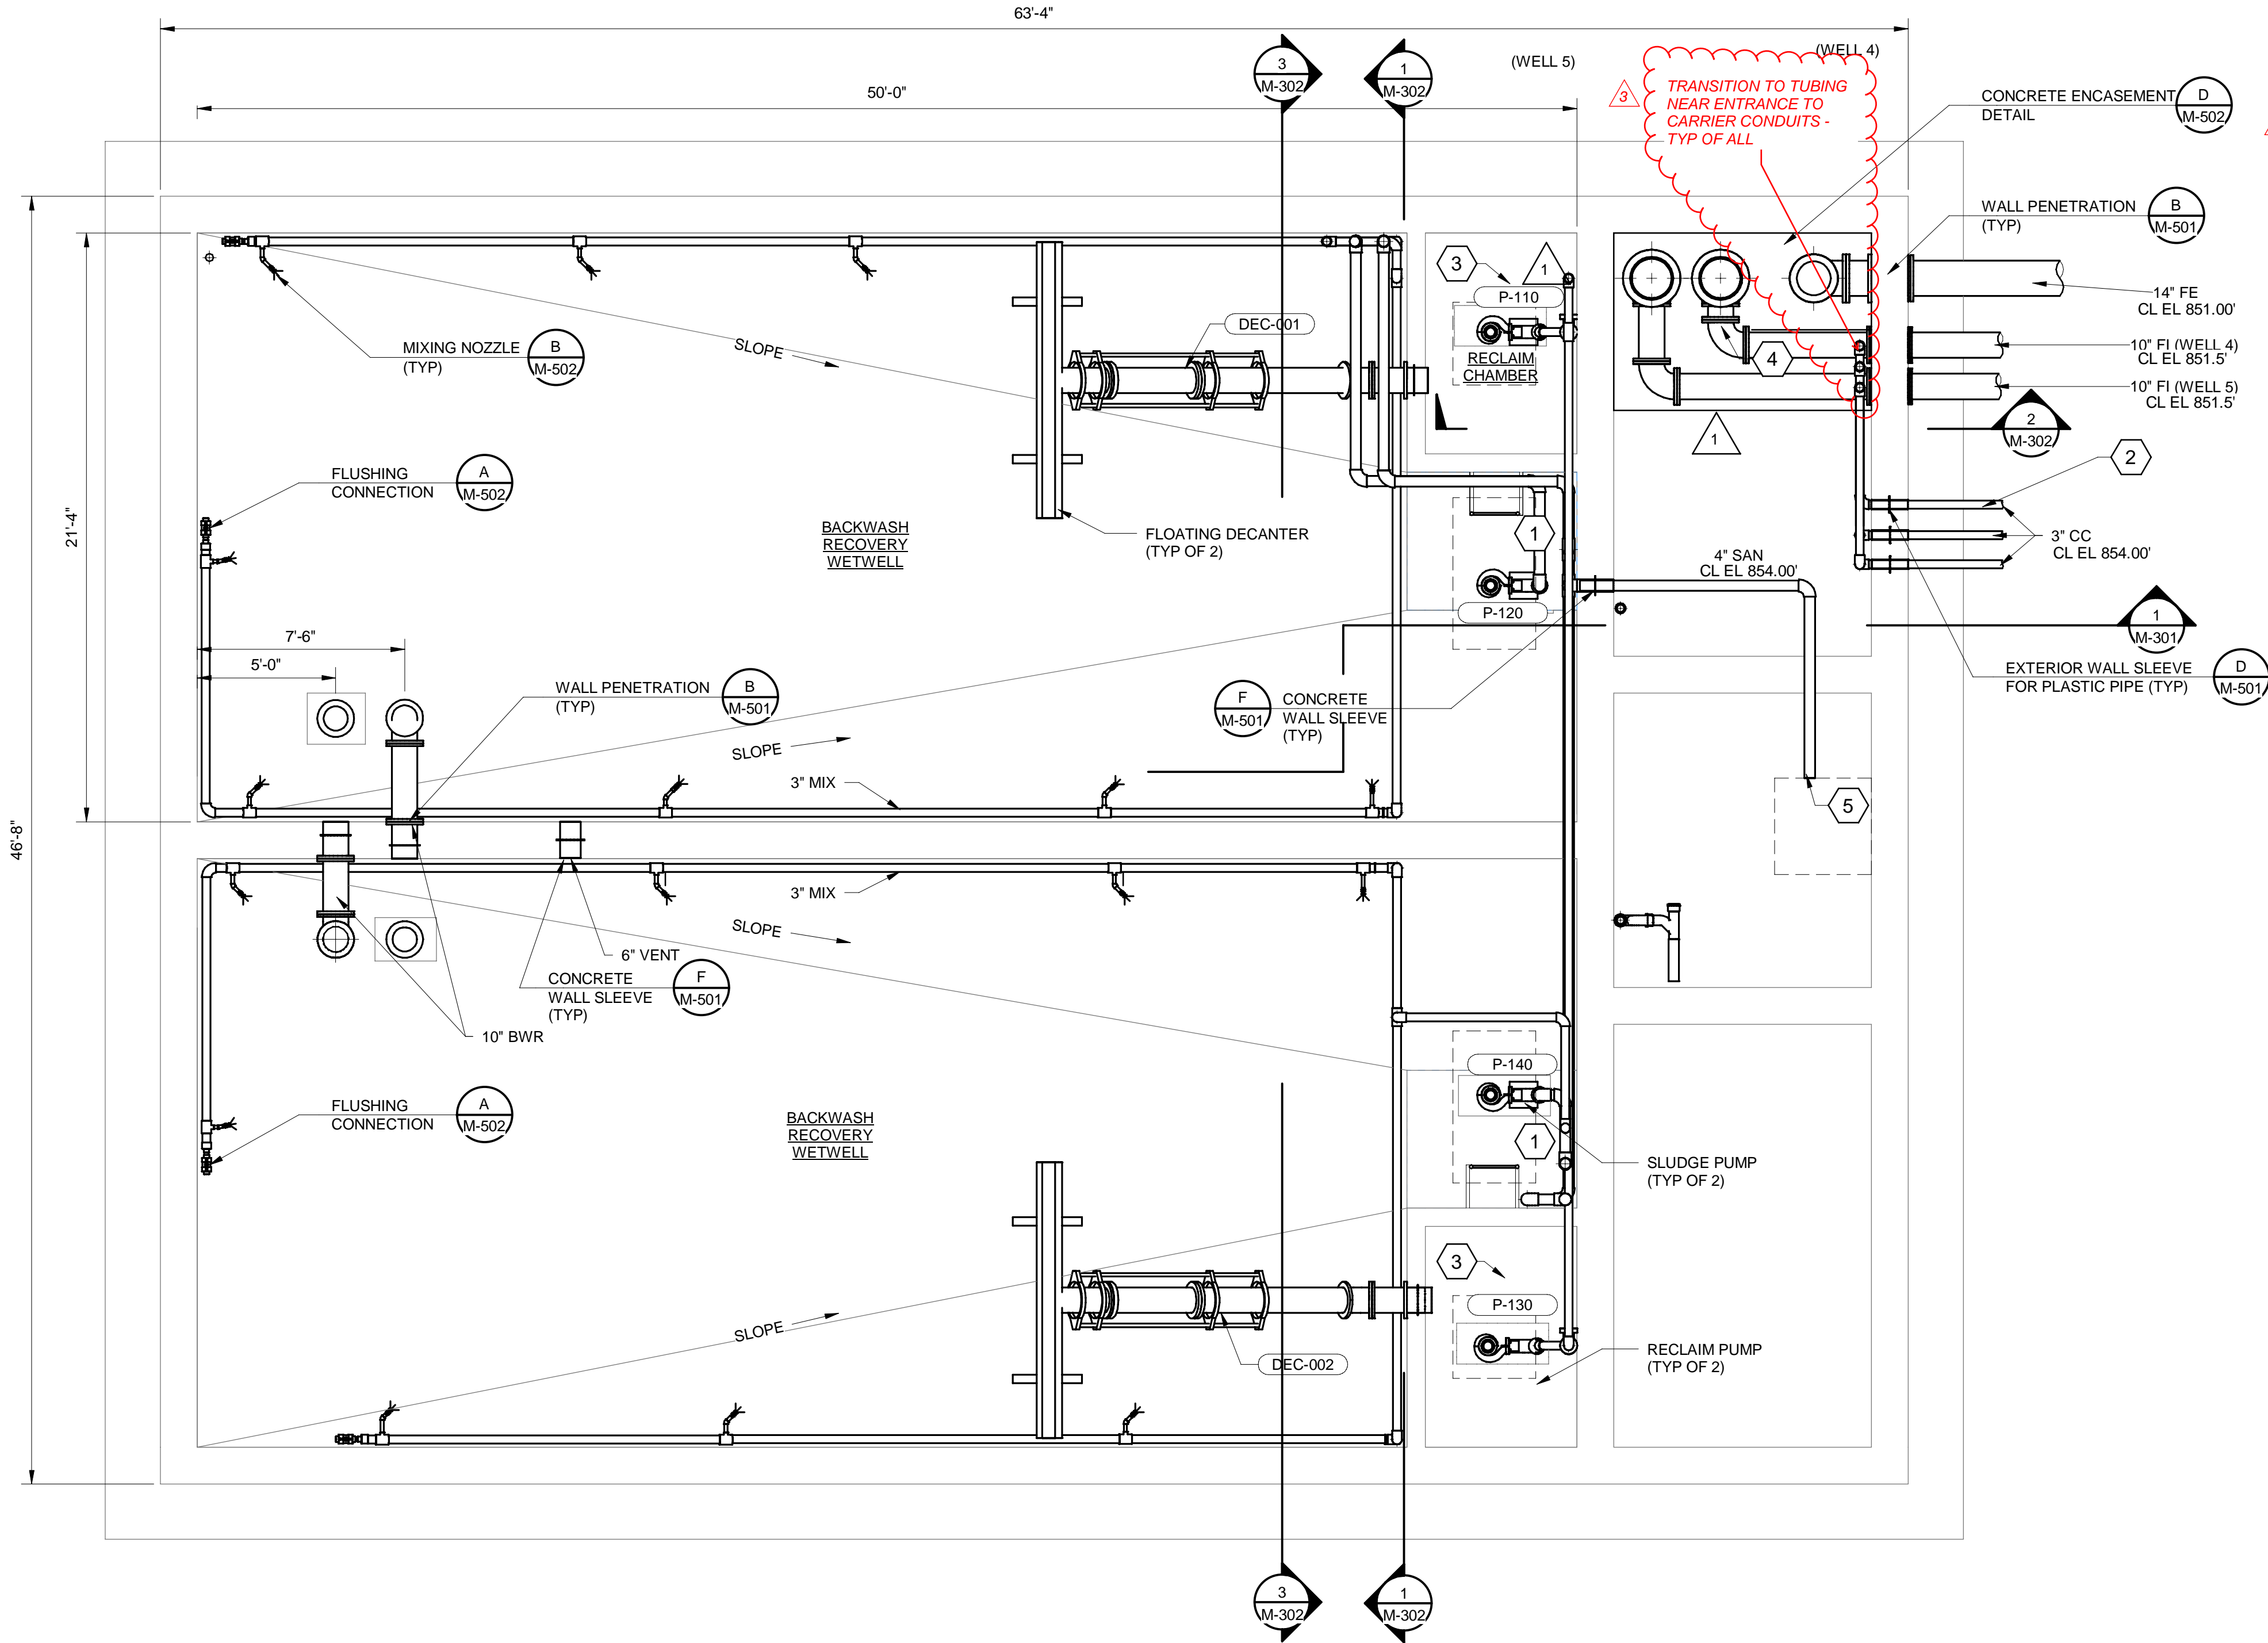 63'-4"
50'-0"
3
M-302
1
M-302
(WELL 5)
(WELL 4)
3
TRANSITION TO TUBING
NEAR ENTRANCE TO
CARRIER CONDUITS -
TYP OF ALL
CONCRETE ENCASEMENT
DETAIL
D
M-502
WALL PENETRATION
(TYP)
B
M-501
14" FE
CL EL 851.00'
10" FI (WELL 4)
CL EL 851.5'
10" FI (WELL 5)
CL EL 851.5'
2
M-302
2
3" CC
CL EL 854.00'
1
M-301
EXTERIOR WALL SLEEVE
FOR PLASTIC PIPE (TYP)
D
M-501
3
1
P-110
RECLAIM
CHAMBER
4
1
MIXING NOZZLE
(TYP)
B
M-502
SLOPE
DEC-001
21'-4"
FLUSHING
CONNECTION
A
M-502
BACKWASH
RECOVERY
WETWELL
FLOATING DECANTER
(TYP OF 2)
1
P-120
4" SAN
CL EL 854.00'
7'-6"
5'-0"
WALL PENETRATION
(TYP)
B
M-501
F
M-501
CONCRETE
WALL SLEEVE
(TYP)
SLOPE
3" MIX
5
46'-8"
3" MIX
SLOPE
6" VENT
CONCRETE
WALL SLEEVE
(TYP)
F
M-501
10" BWR
P-140
1
FLUSHING
CONNECTION
A
M-502
BACKWASH
RECOVERY
WETWELL
SLUDGE PUMP
(TYP OF 2)
3
P-130
SLOPE
DEC-002
RECLAIM PUMP
(TYP OF 2)
3
M-302
1
M-302